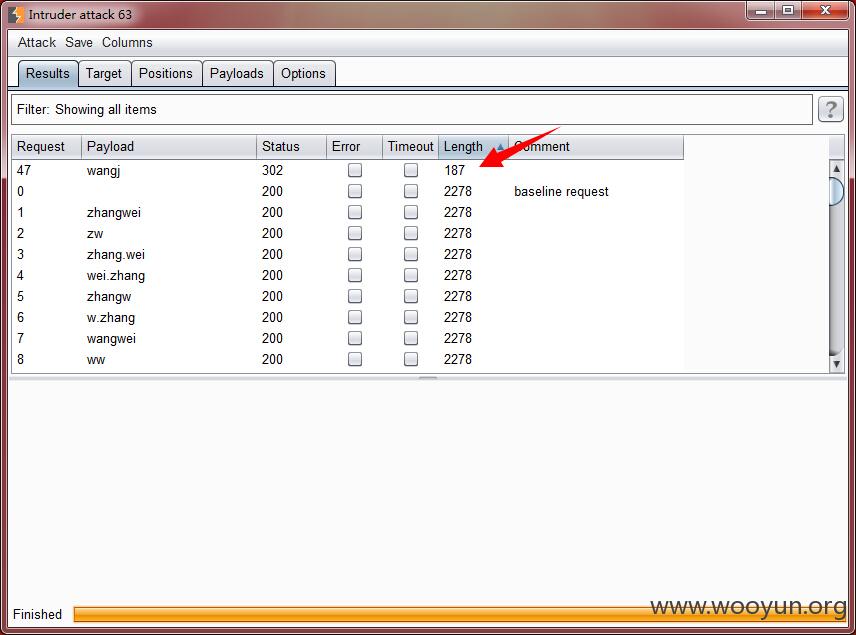 Intruder attack 63
Attack Save Columns
Results Target Positions Payloads Options
Filter: Showing all items ?
Request Payload Status Error Timeout Length Comment
47 wangj 302 187
0 200 2278 baseline request
1 zhangwei 200 2278
2 zw 200 2278
3 zhang.wei 200 2278
4 wei.zhang 200 2278
5 zhangw 200 2278
6 w.zhang 200 2278
7 wangwei 200 2278
8 ww 200 2278
Finished
www.wooyun.org